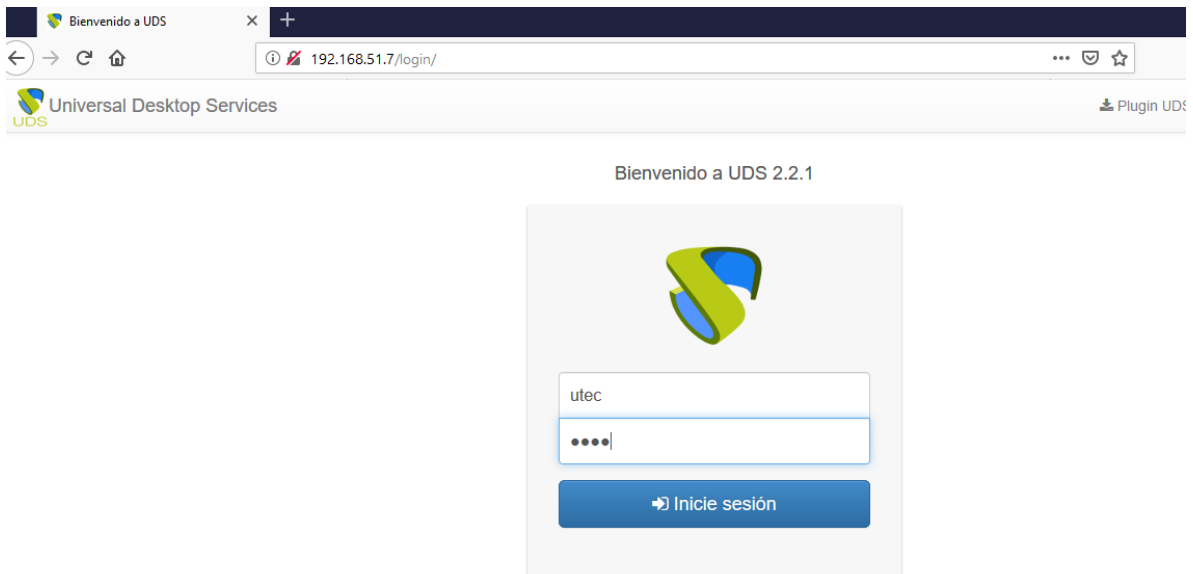 Bienvenido a UDS
192.168.51.7/login/
Universal Desktop Services
UDS
Plugin UDS
Bienvenido a UDS 2.2.1
utec
••••
Inicie sesión